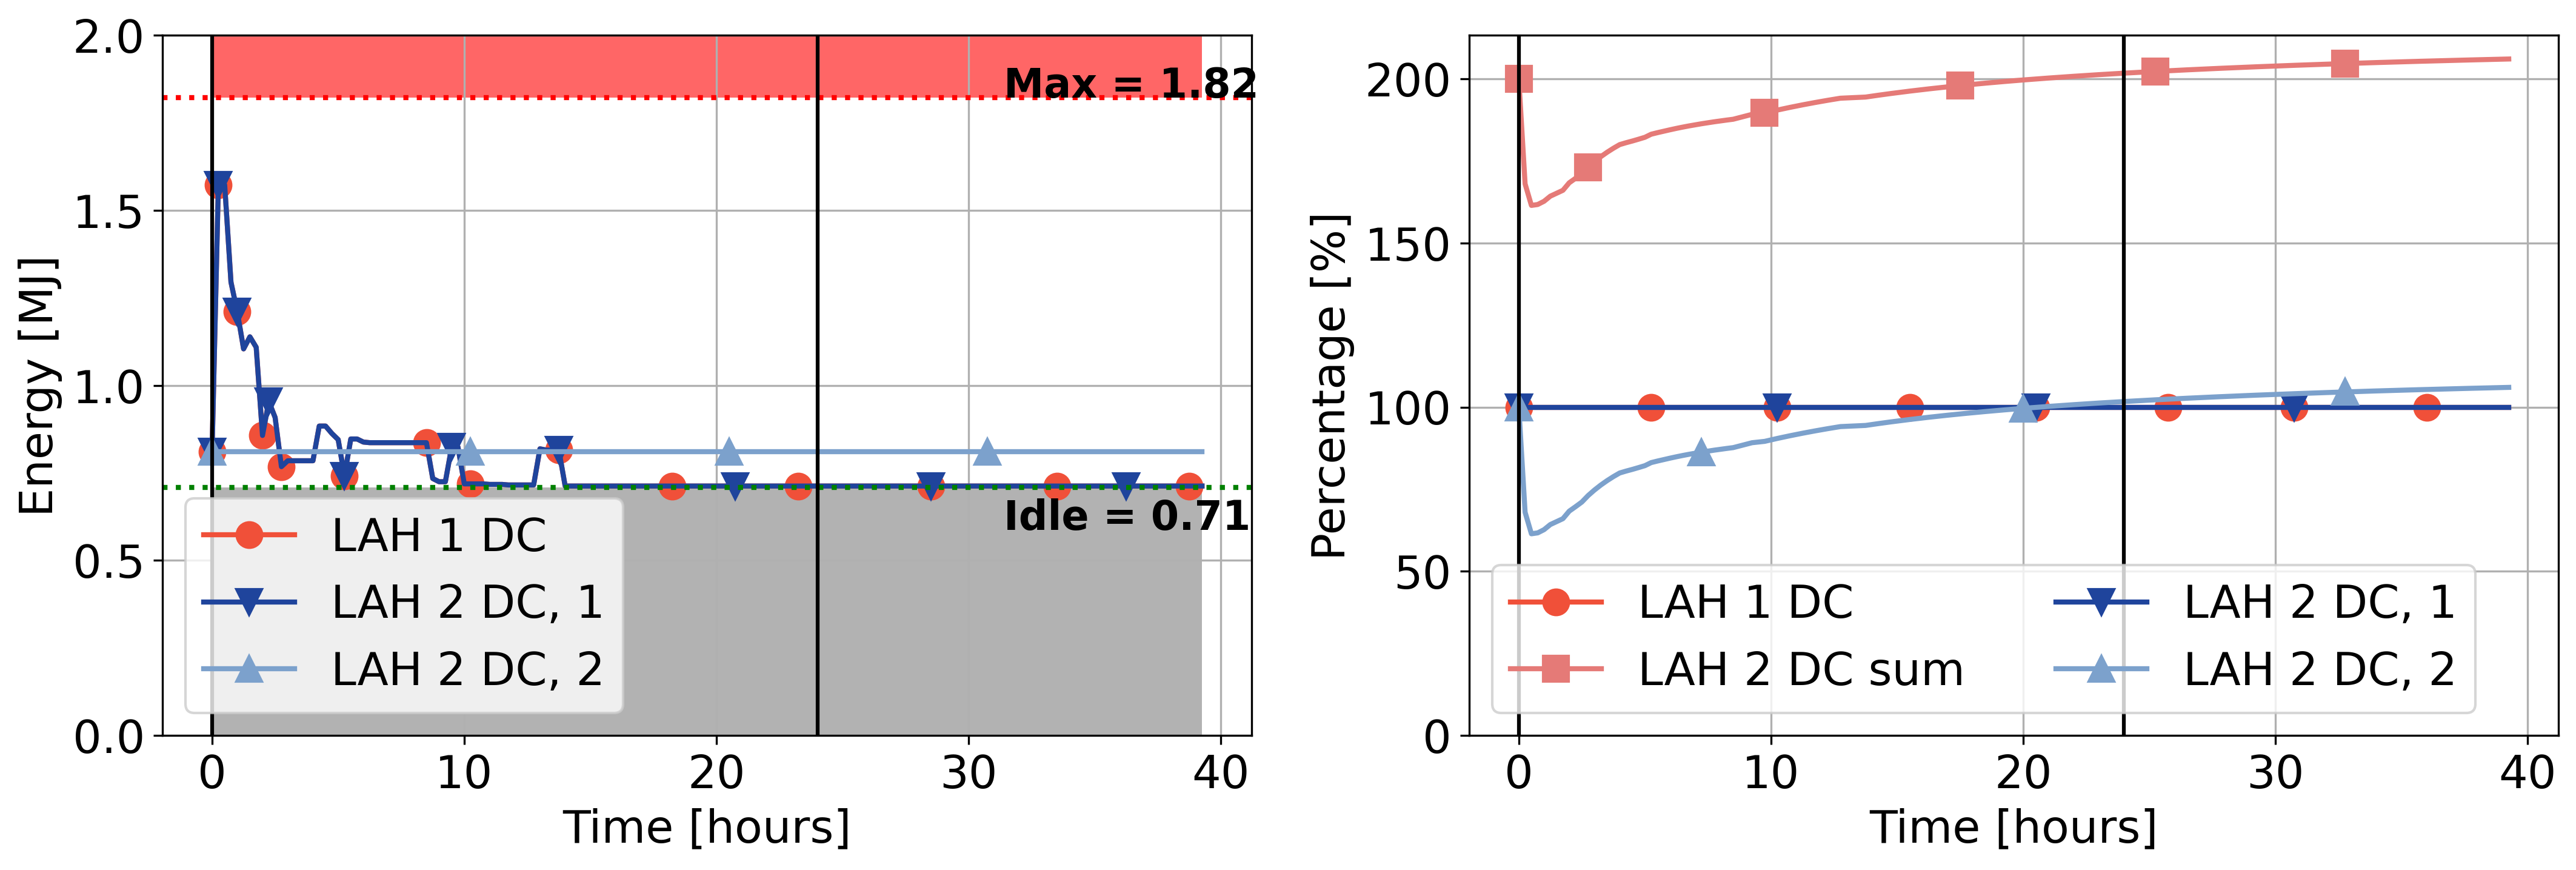 2.0
1.5
1.0
0.5
0.0
Energy [MJ]
Max = 1.82
Idle = 0.71
LAH 1 DC
LAH 2 DC, 1
LAH 2 DC, 2
0 10 20 30 40
Time [hours]
200
150
100
50
0
Percentage [%]
LAH 1 DC
LAH 2 DC sum
LAH 2 DC, 1
LAH 2 DC, 2
0 10 20 30 40
Time [hours]